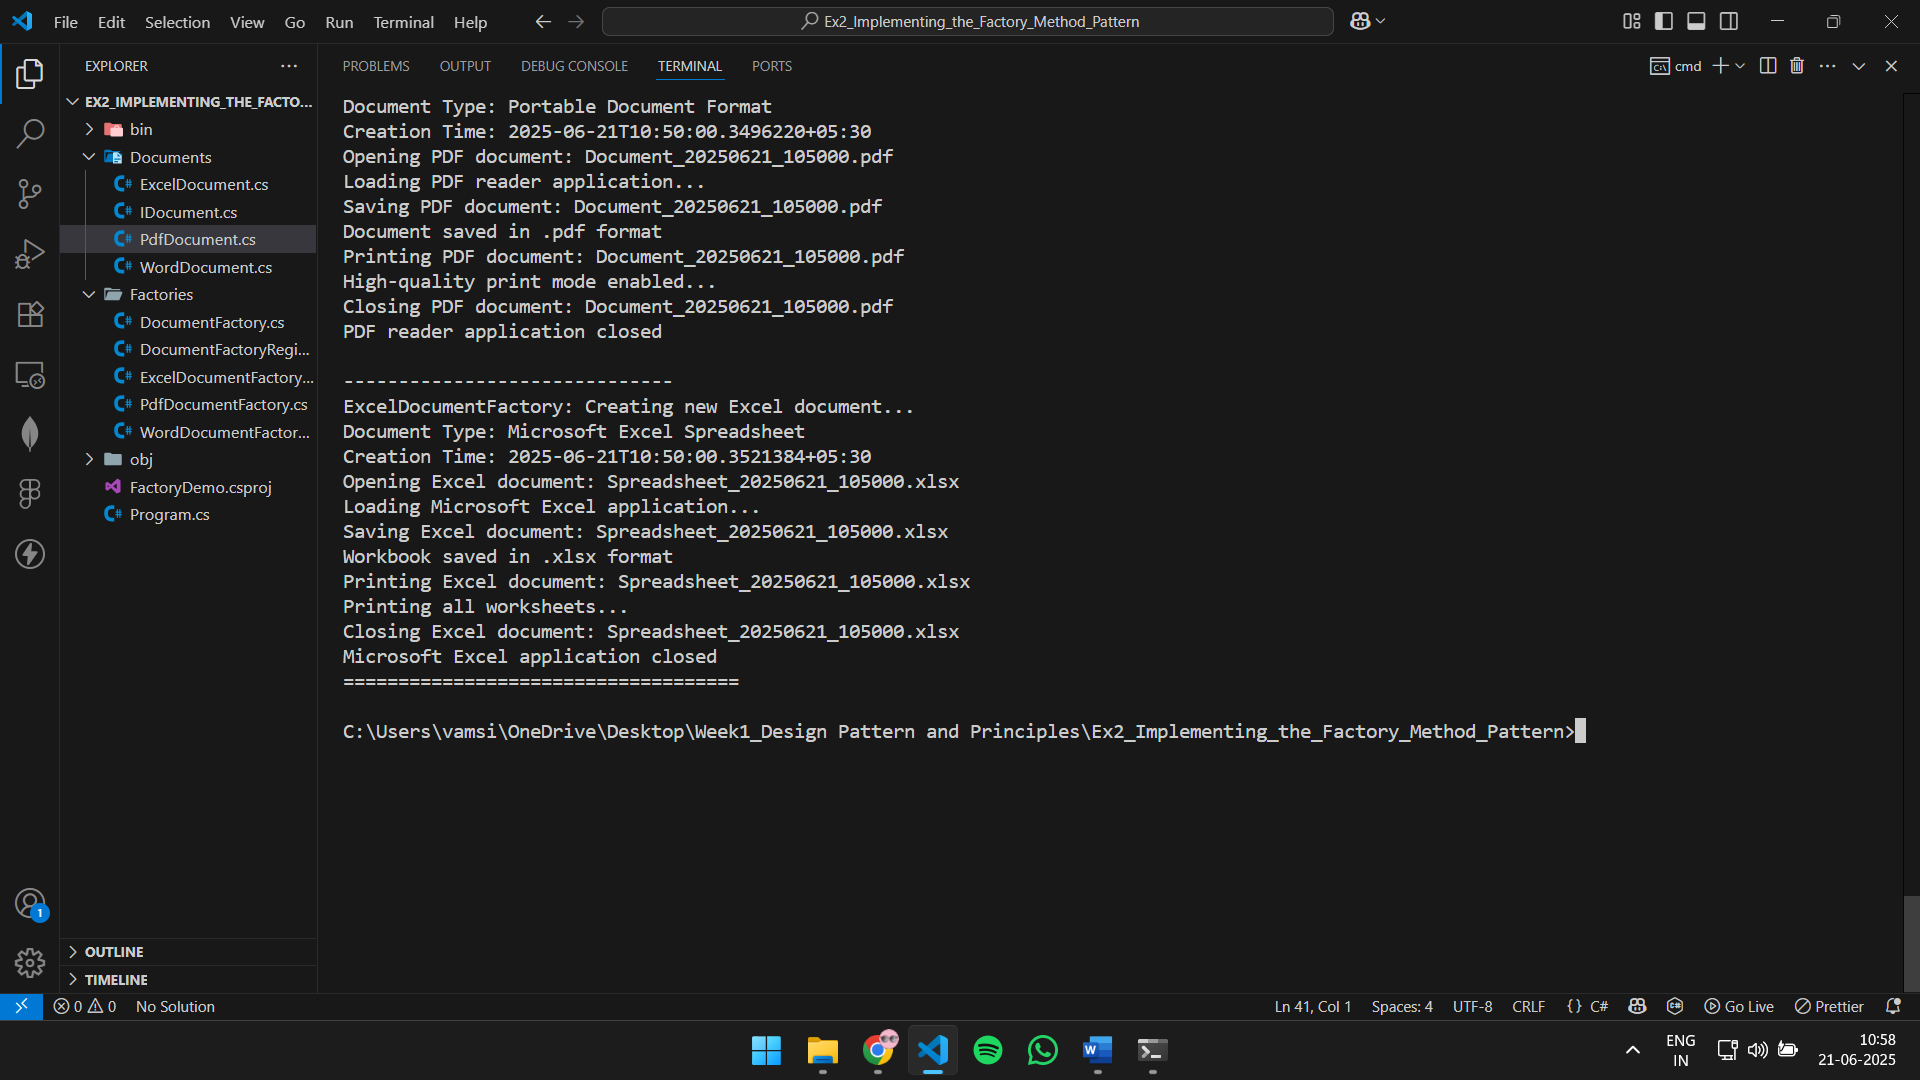 File Edit Selection View Go Run Terminal Help
Ex2_Implementing_the_Factory_Method_Pattern
EXPLORER
EX2_IMPLEMENTING_THE_FACTO...
bin
Documents
ExcelDocument.cs
IDocument.cs
PdfDocument.cs
WordDocument.cs
Factories
DocumentFactory.cs
DocumentFactoryRegi...
ExcelDocumentFactory...
PdfDocumentFactory.cs
WordDocumentFactor...
obj
FactoryDemo.csproj
Program.cs
OUTLINE
TIMELINE
PROBLEMS OUTPUT DEBUG CONSOLE TERMINAL PORTS
cmd
Document Type: Portable Document Format
Creation Time: 2025-06-21T10:50:00.3496220+05:30
Opening PDF document: Document_20250621_105000.pdf
Loading PDF reader application...
Saving PDF document: Document_20250621_105000.pdf
Document saved in .pdf format
Printing PDF document: Document_20250621_105000.pdf
High-quality print mode enabled...
Closing PDF document: Document_20250621_105000.pdf
PDF reader application closed
------------------------------
ExcelDocumentFactory: Creating new Excel document...
Document Type: Microsoft Excel Spreadsheet
Creation Time: 2025-06-21T10:50:00.3521384+05:30
Opening Excel document: Spreadsheet_20250621_105000.xlsx
Loading Microsoft Excel application...
Saving Excel document: Spreadsheet_20250621_105000.xlsx
Workbook saved in .xlsx format
Printing Excel document: Spreadsheet_20250621_105000.xlsx
Printing all worksheets...
Closing Excel document: Spreadsheet_20250621_105000.xlsx
Microsoft Excel application closed
====================================
C:\Users\vamsi\OneDrive\Desktop\Week1_Design Pattern and Principles\Ex2_Implementing_the_Factory_Method_Pattern>
1
0 0 No Solution
Ln 41, Col 1 Spaces: 4 UTF-8 CRLF {} C# Go Live Prettier
ENG
IN
10:58
21-06-2025